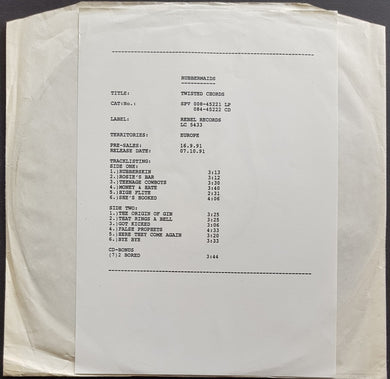 RUBBERMAIDS
TITLE: TWISTED CHORDS
CAT:No.: SPV 008-45221 LP
084-45222 CD
LABEL: REBEL RECORDS
LC 5433
TERRITORIES: EUROPE
PRE-SALES: 16.9.91
RELEASE DATE: 07.10.91
TRACKLISTING:
SIDE ONE:
1.)RUBBERSKIN 3:13
2.)ROSIE'S BAR 3:12
3.)TEENAGE COWBOYS 3:30
4.)MONEY & HATE 3:40
5.)HIGH FLITE 2:31
6.)SHE'S HOOKED 4:06
SIDE TWO:
1.)THE ORIGIN OF GIN 3:25
2.)THAT RINGS A BELL 3:25
3.)GOT KICKED 3:06
4.)FALSE PROPHETS 4:33
5.)HERE THEY COME AGAIN 3:20
6.)BYE BYE 3:33
CD-BONUS
(7)2 BORED 3:44